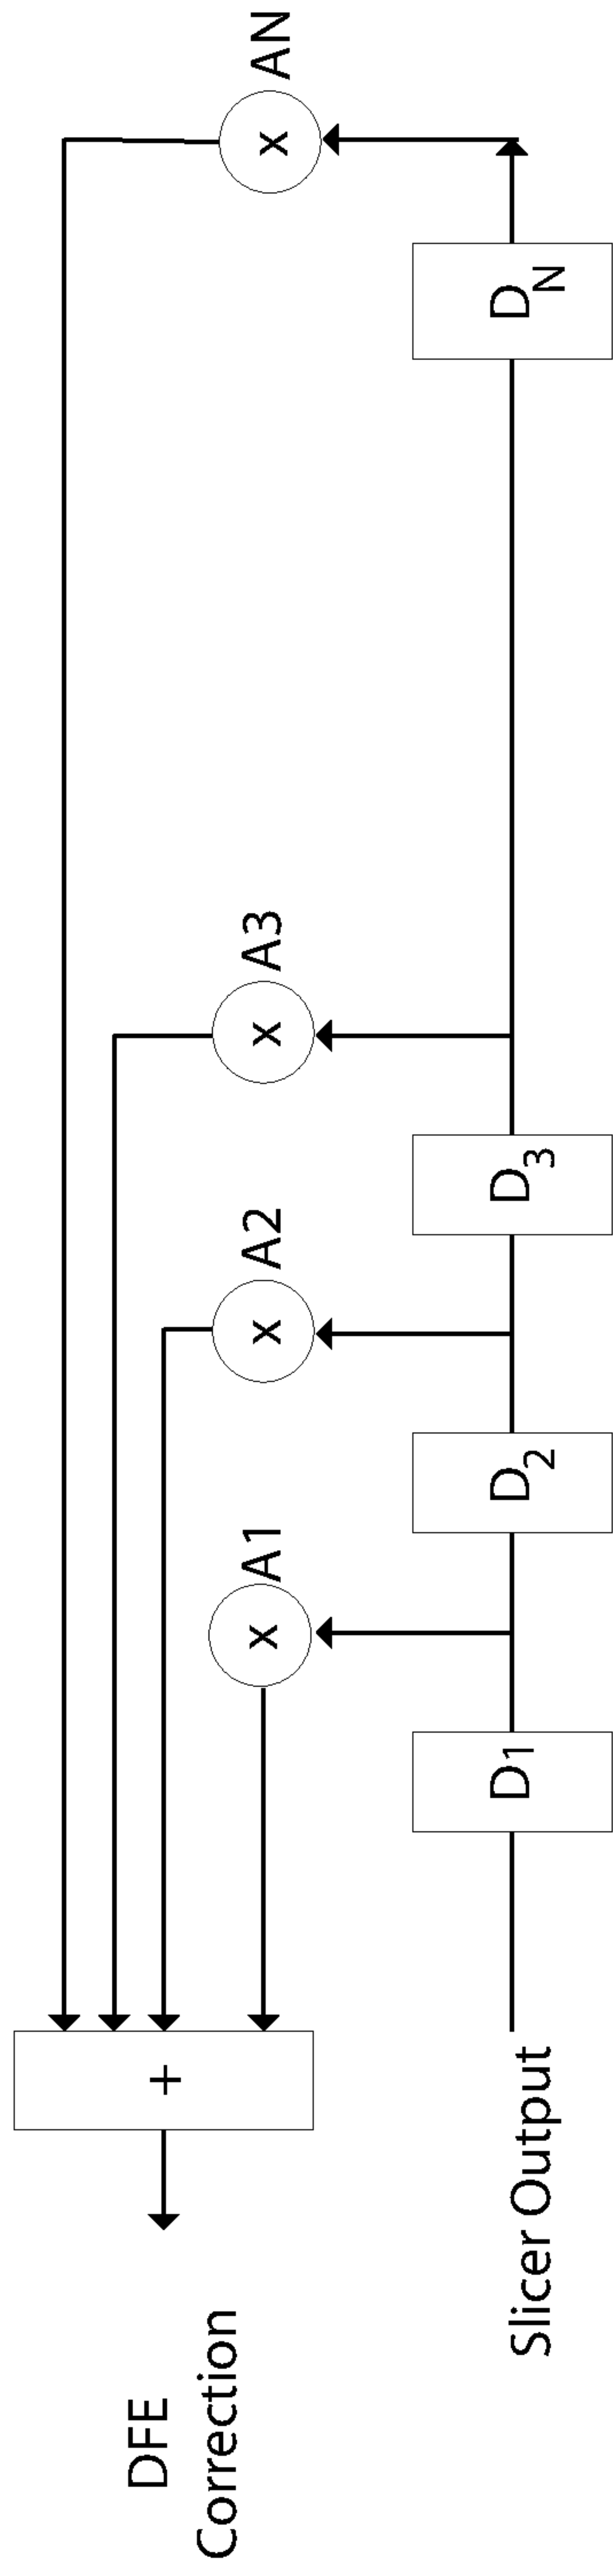 DFE
Correction
+
x A1
x A2
x A3
x AN
Slicer Output
D1
D2
D3
DN